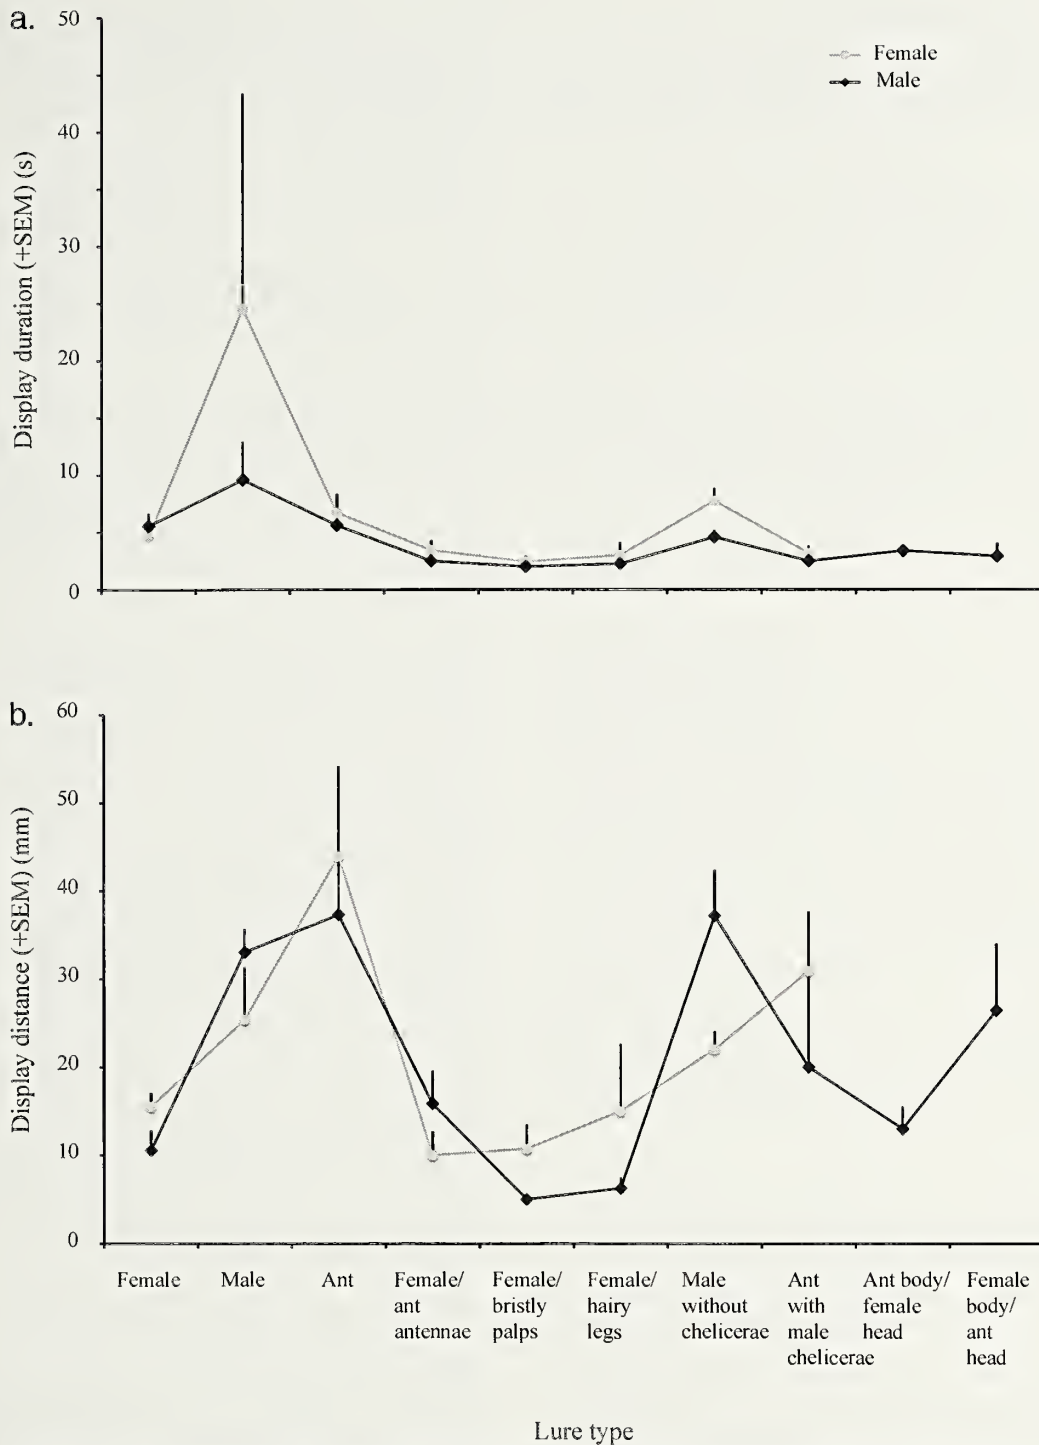 a.
50
40
30
20
10
0
Display duration (+SEM) (s)
Female
Male
b.
60
50
40
30
20
10
0
Display distance (+SEM) (mm)
Female
Male
Ant
Female/
ant
antennae
Female/
bristly
palps
Female/
hairy
legs
Male
without
chelicerae
Ant
with
male
chelicerae
Ant body/
female
head
Female
body/
ant
head
Lure type